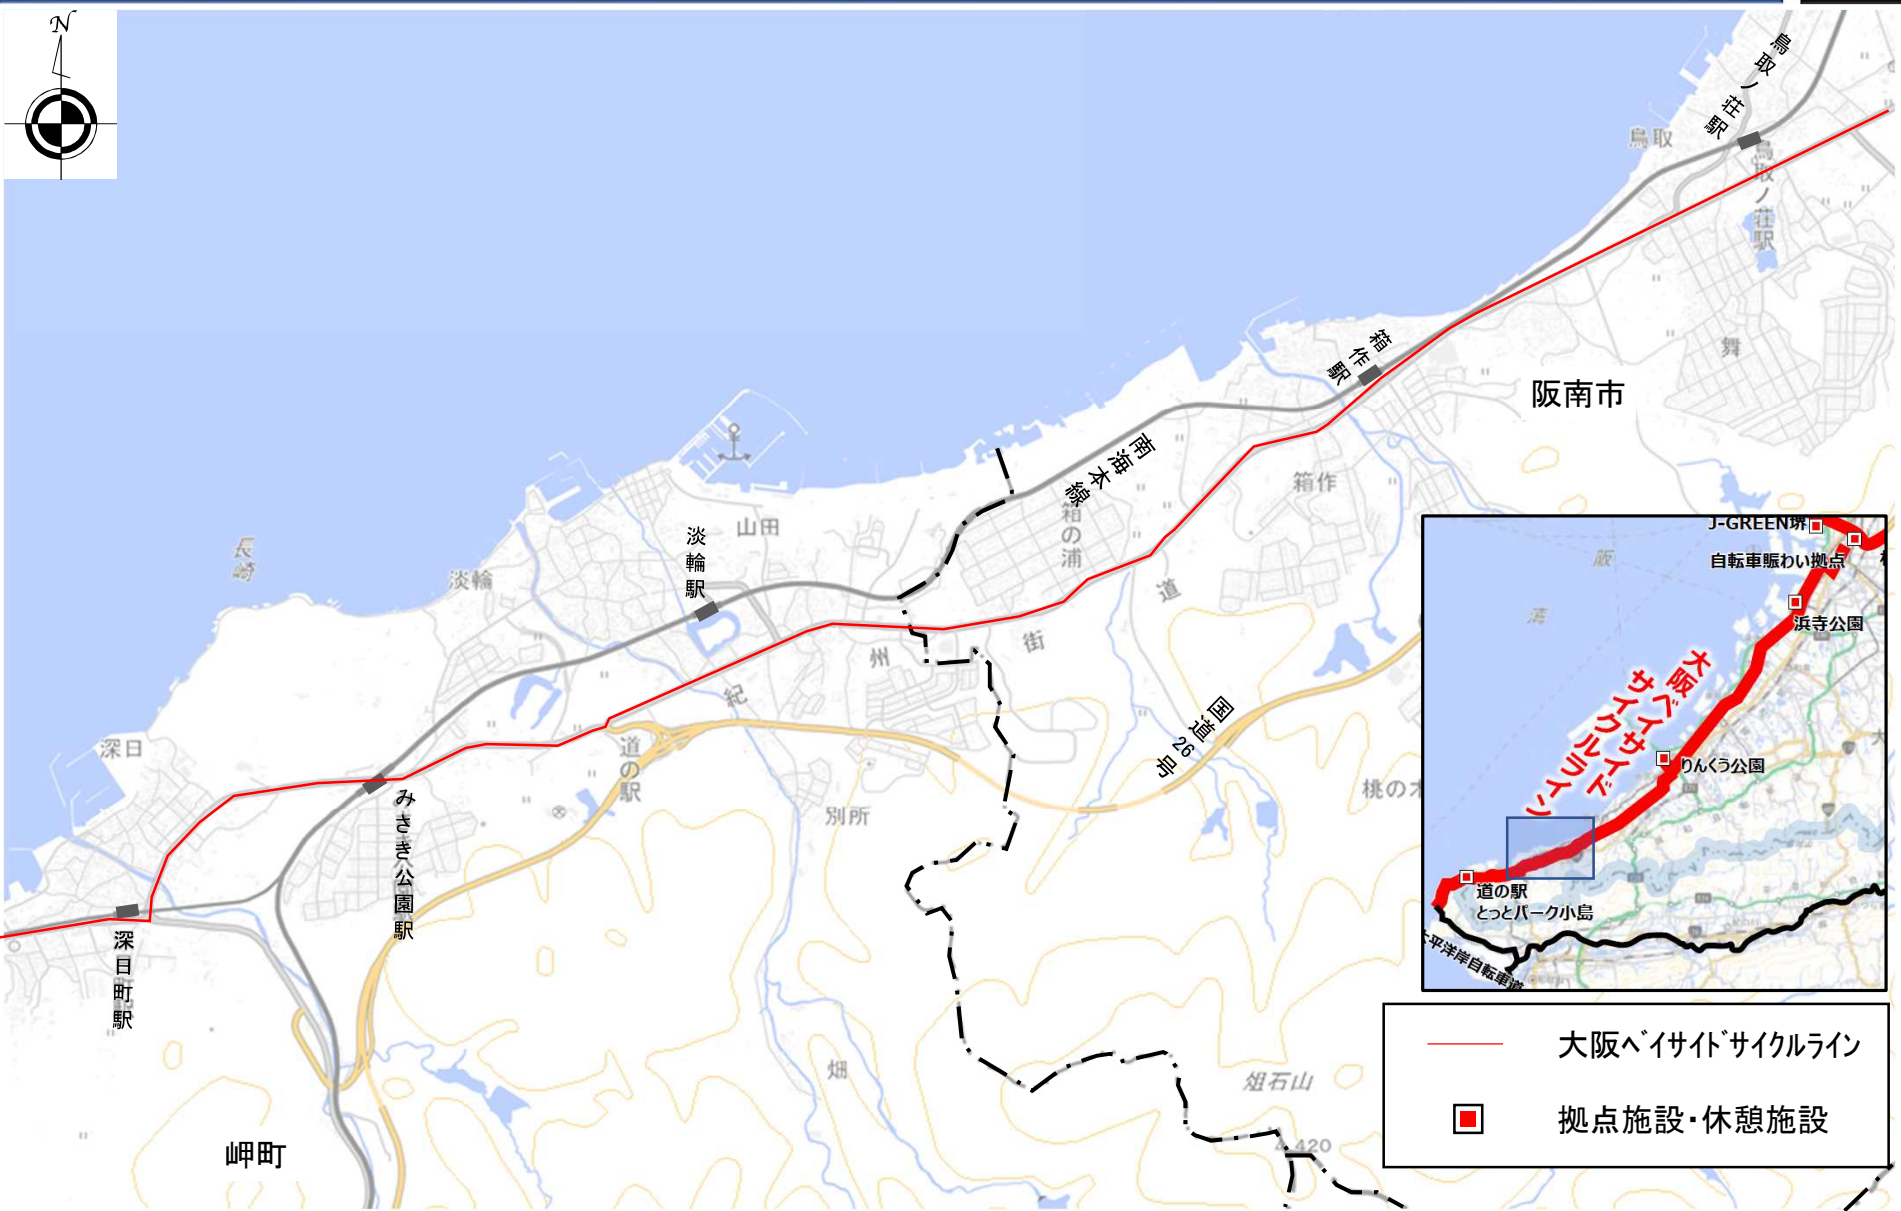 N
鳥取ノ荘駅
鳥取
鳥取ノ荘駅
舞
箱作駅
阪南市
南海本線
箱作
箱の浦
山田
淡輪駅
長崎
淡輪
道
街
州
紀
国道26号
深日
道の駅
みさき公園駅
別所
桃の木
深日町駅
畑
俎石山
420
岬町
J-GREEN堺
自転車賑わい拠点
浜寺公園
大阪ベイサイド
サイクルライン
りんくう公園
道の駅
とっとパーク小島
太平洋岸自転車道
大阪ﾍﾞｲｻｲﾄﾞｻｲｸﾙﾗｲﾝ
拠点施設・休憩施設